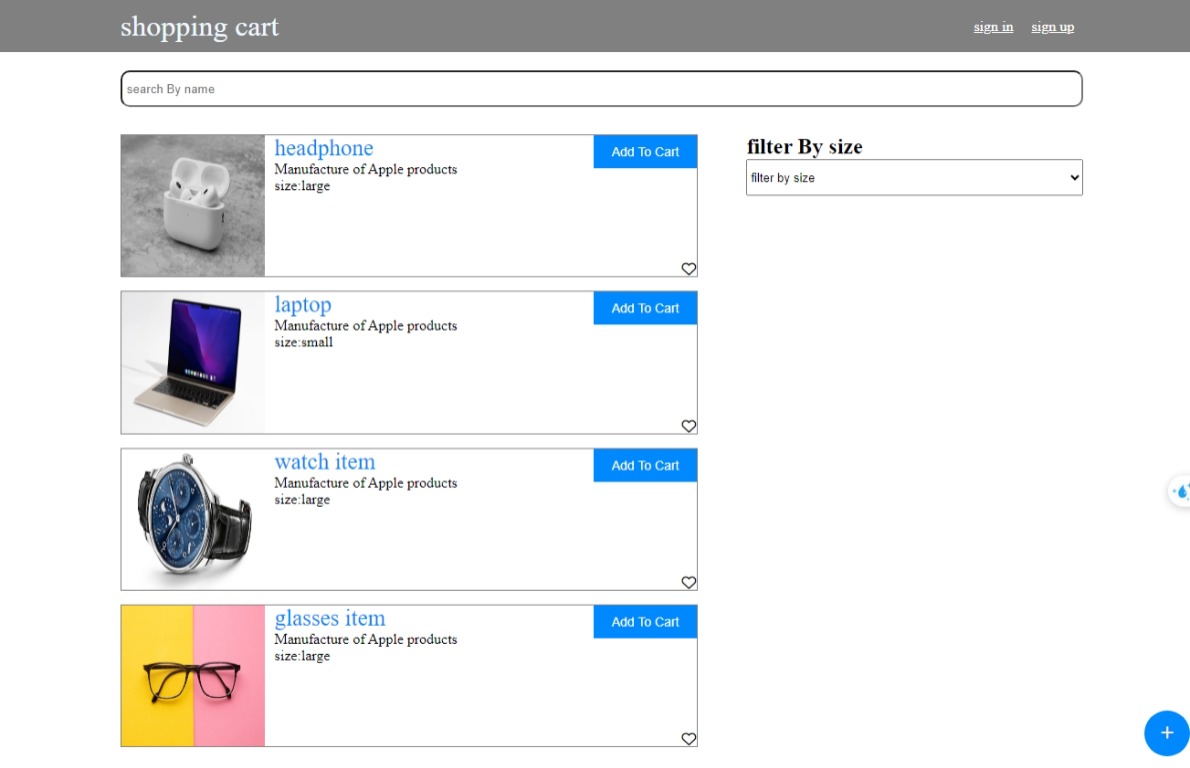 shopping cart
sign in
sign up
search By name
headphone
Manufacture of Apple products
size:large
Add To Cart
laptop
Manufacture of Apple products
size:small
Add To Cart
watch item
Manufacture of Apple products
size:large
Add To Cart
glasses item
Manufacture of Apple products
size:large
Add To Cart
filter By size
filter by size
+